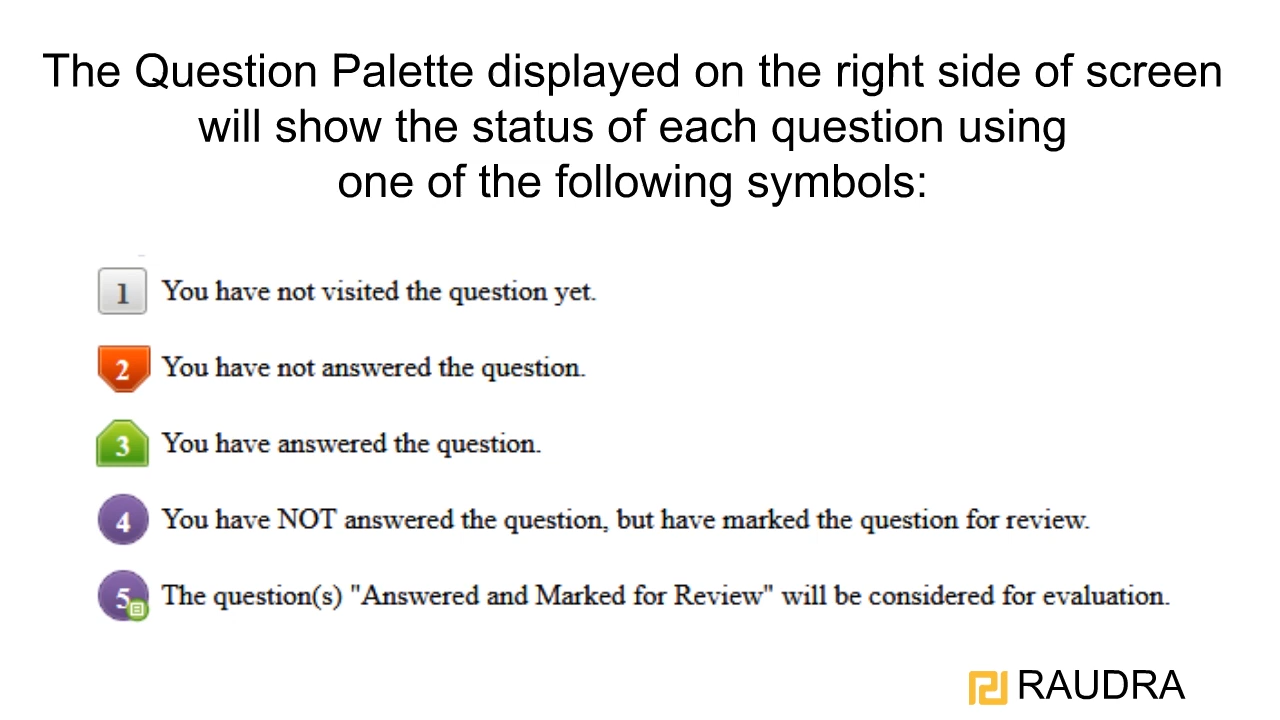 The Question Palette displayed on the right side of screen
will show the status of each question using
one of the following symbols:
1 You have not visited the question yet.
2 You have not answered the question.
3 You have answered the question.
4 You have NOT answered the question, but have marked the question for review.
5 The question(s) "Answered and Marked for Review" will be considered for evaluation.
RAUDRA